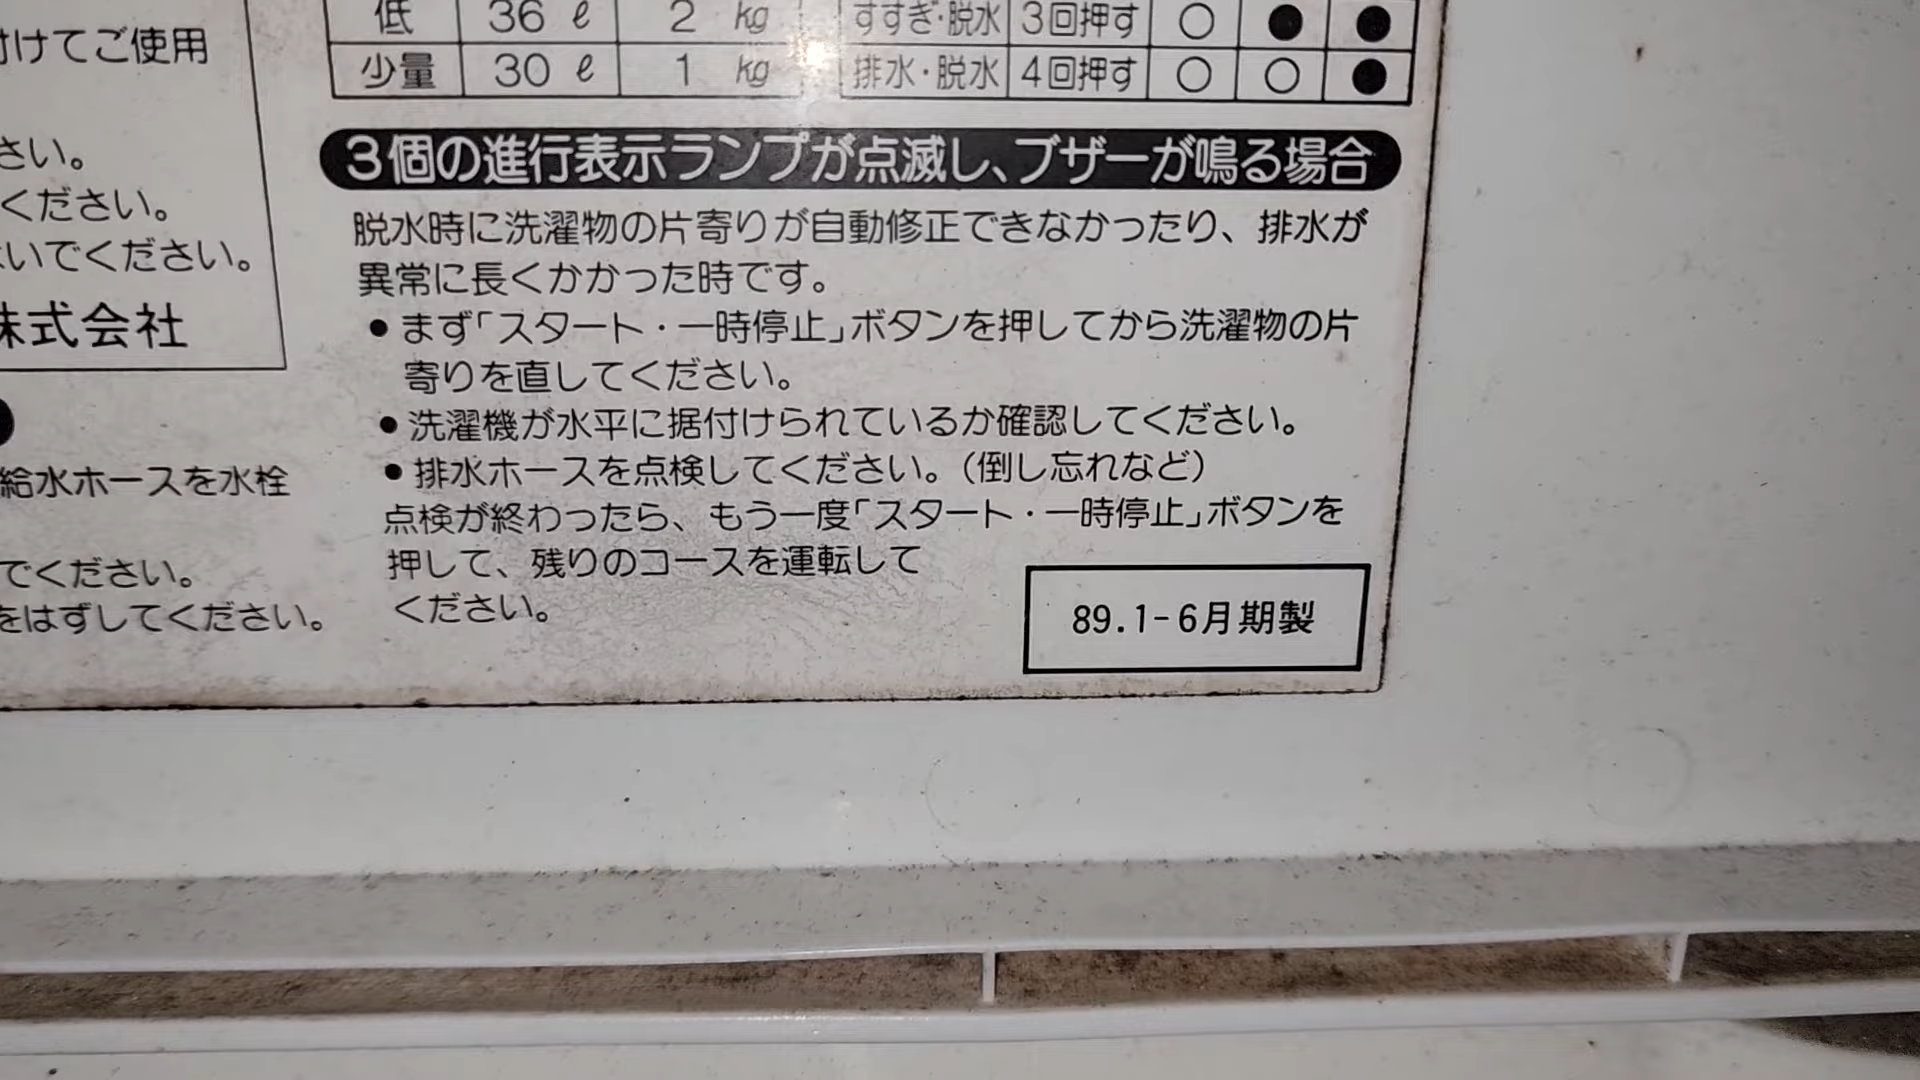 付けてご使用
さい。
ください。
いでください。
株式会社
給水ホースを水栓
でください。
をはずしてください。
低 36ℓ 2kg
少量 30ℓ 1kg
すすぎ・脱水 3回押す ○ ● ●
排水・脱水 4回押す ○ ○ ●
3個の進行表示ランプが点滅し、ブザーが鳴る場合
脱水時に洗濯物の片寄りが自動修正できなかったり、排水が
異常に長くかかった時です。
●まず「スタート・一時停止」ボタンを押してから洗濯物の片
寄りを直してください。
●洗濯機が水平に据付けられているか確認してください。
●排水ホースを点検してください。(倒し忘れなど)
点検が終わったら、もう一度「スタート・一時停止」ボタンを
押して、残りのコースを運転して
ください。
89.1-6月期製